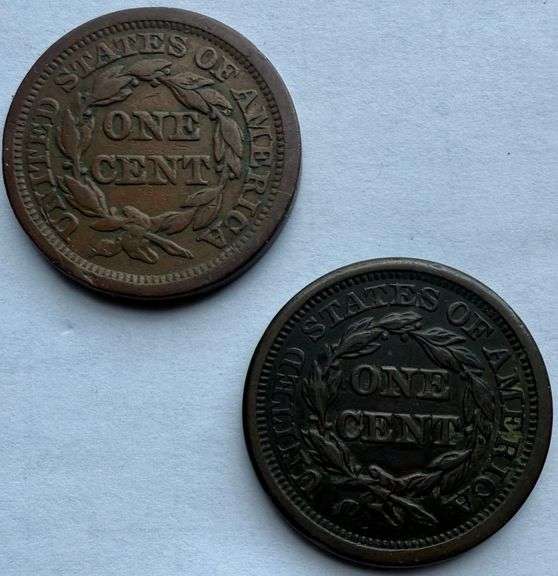 UNITED STATES OF AMERICA
ONE
CENT
UNITED STATES OF AMERICA
ONE
CENT